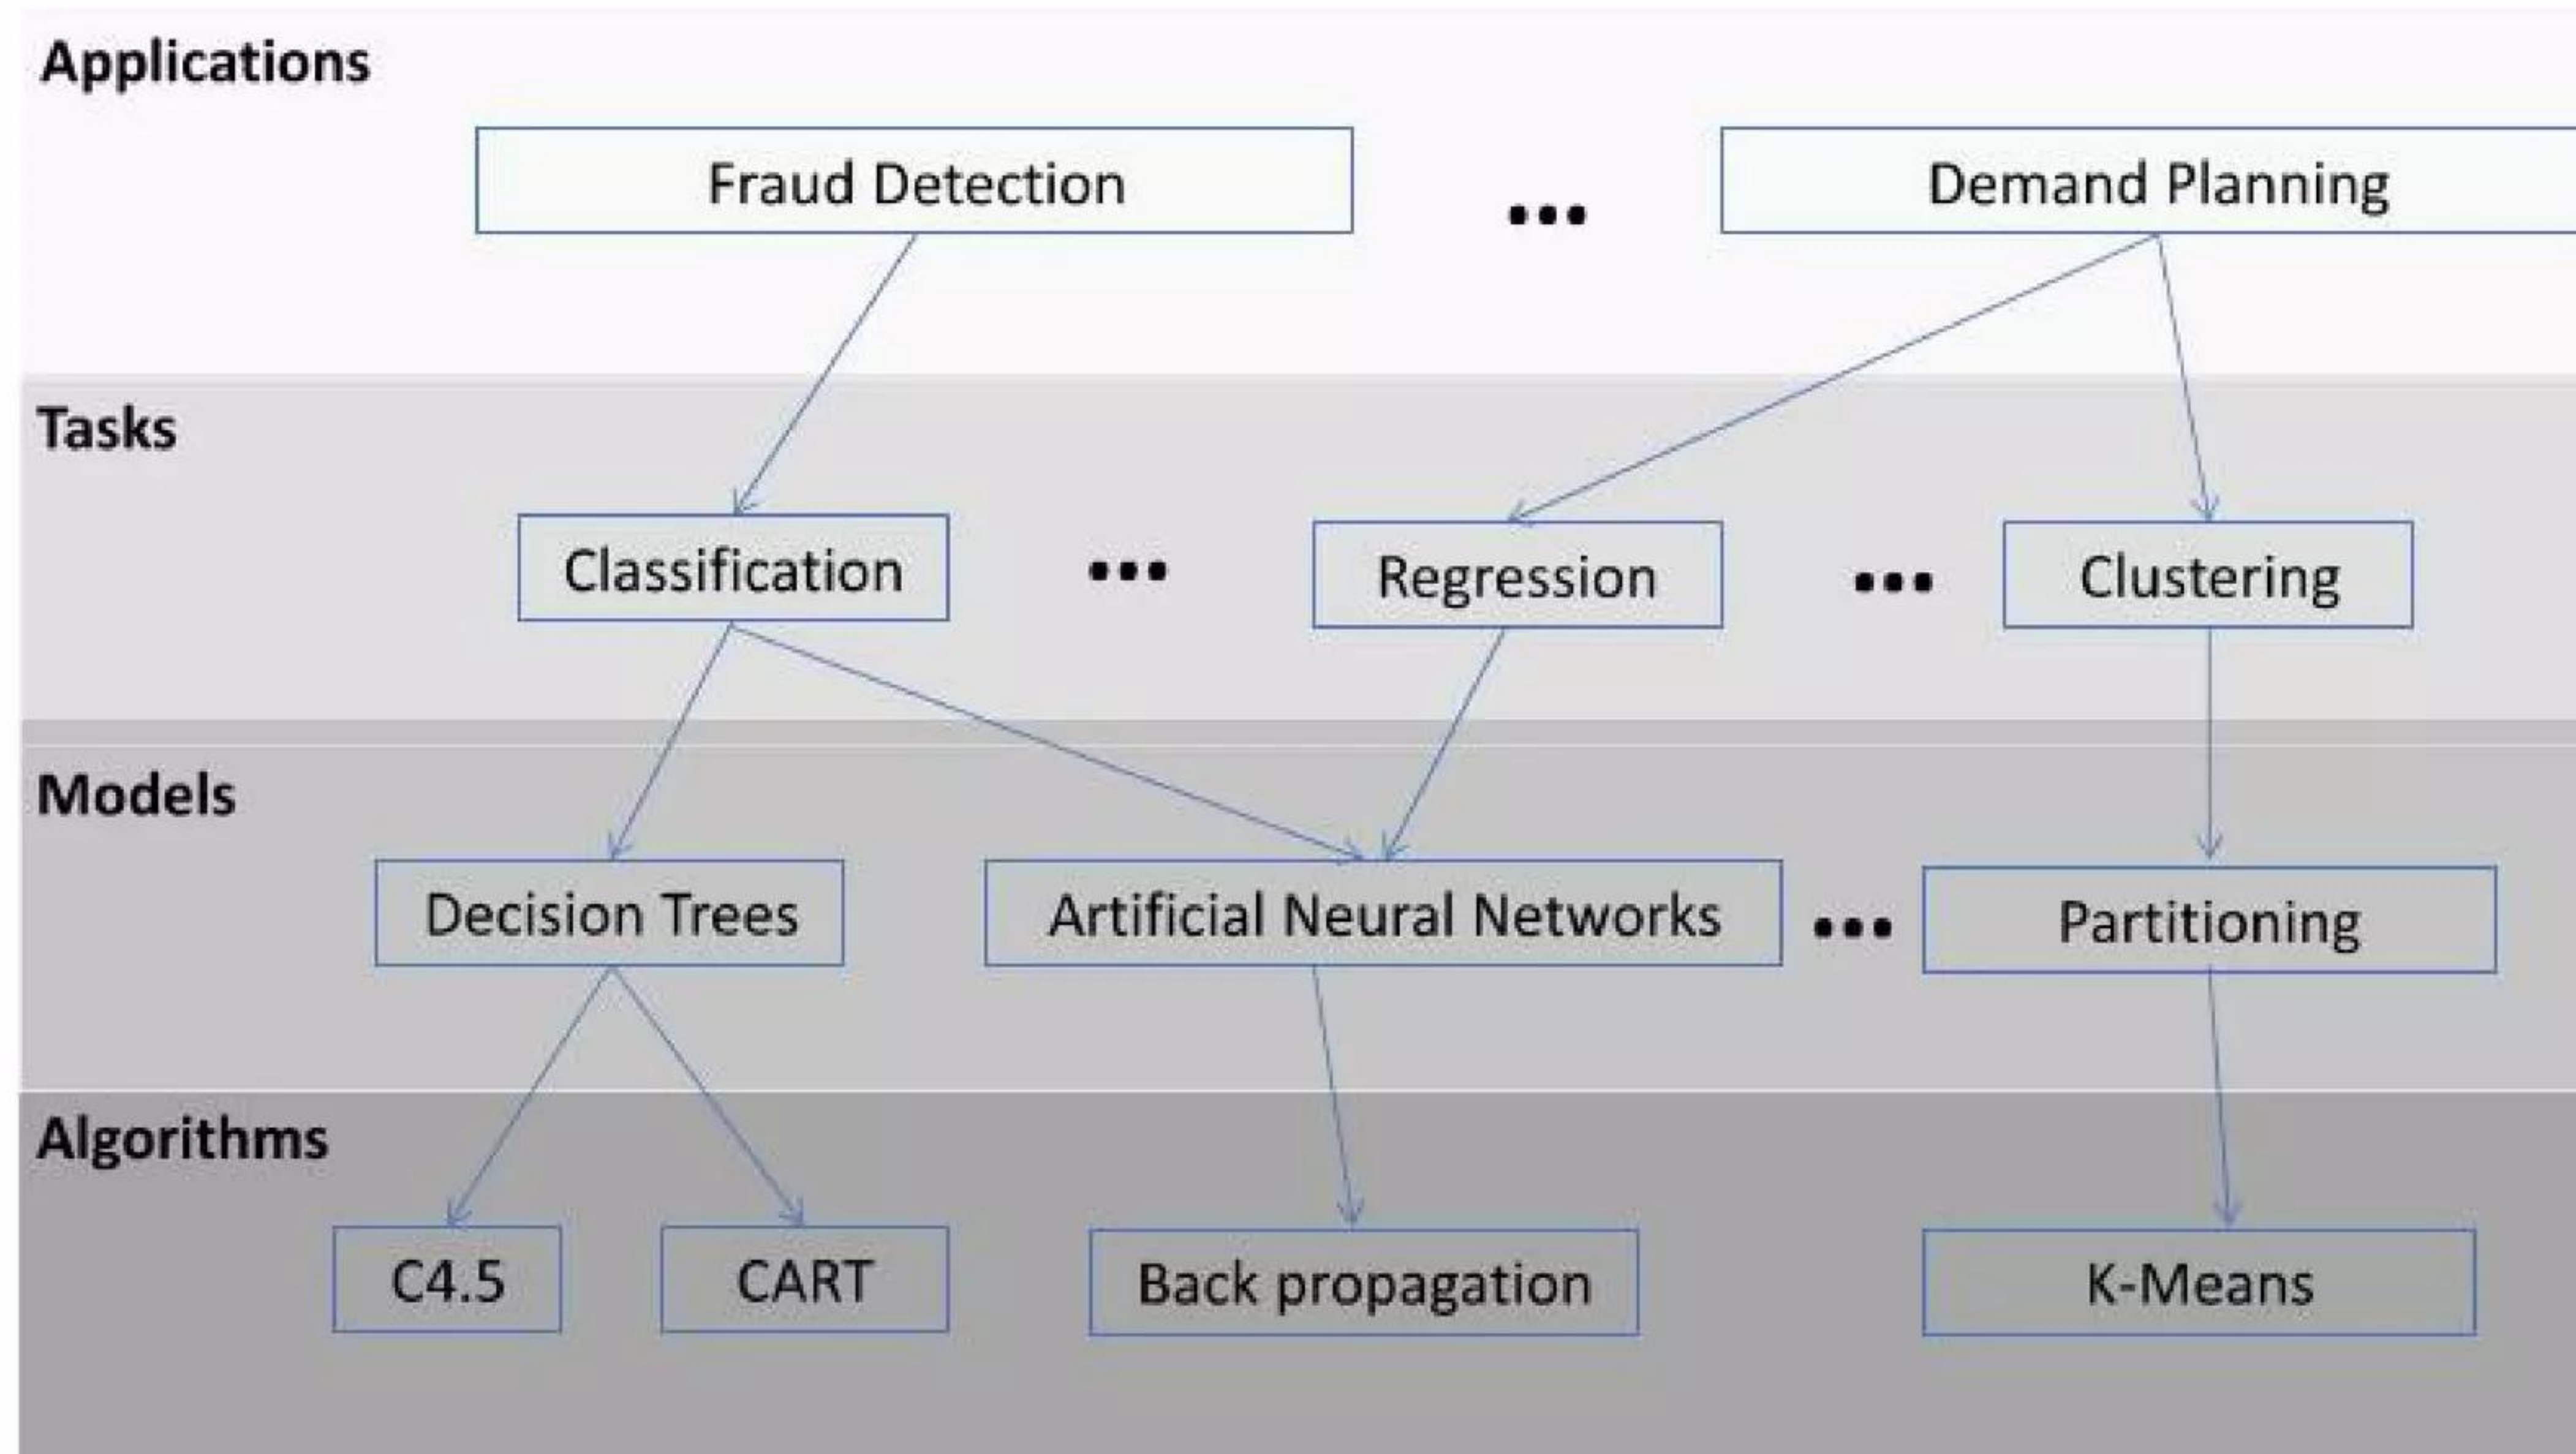 Applications
Fraud Detection ••• Demand Planning
Tasks
Classification ••• Regression ••• Clustering
Models
Decision Trees Artificial Neural Networks ••• Partitioning
Algorithms
C4.5 CART Back propagation K-Means